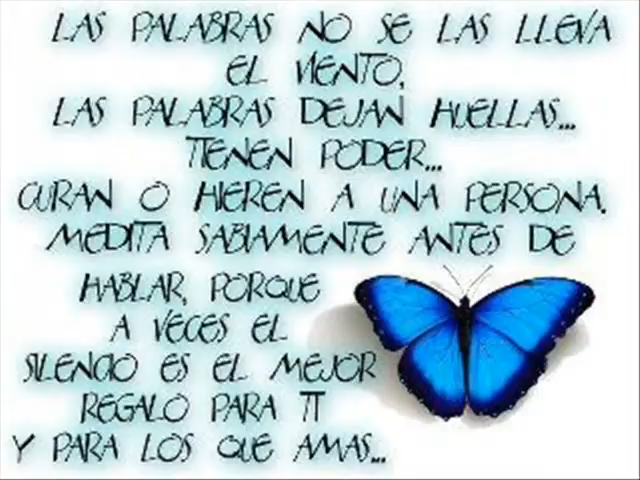 LAS PALABRAS NO SE LAS LLEVA
EL VIENTO,
LAS PALABRAS DEJAN HUELLAS...
TIENEN PODER...
CURAN O HIEREN A UNA PERSONA.
MEDITA SABIAMENTE ANTES DE
HABLAR, PORQUE
A VECES EL
SILENCIO ES EL MEJOR
REGALO PARA TI
Y PARA LOS QUE AMAS...